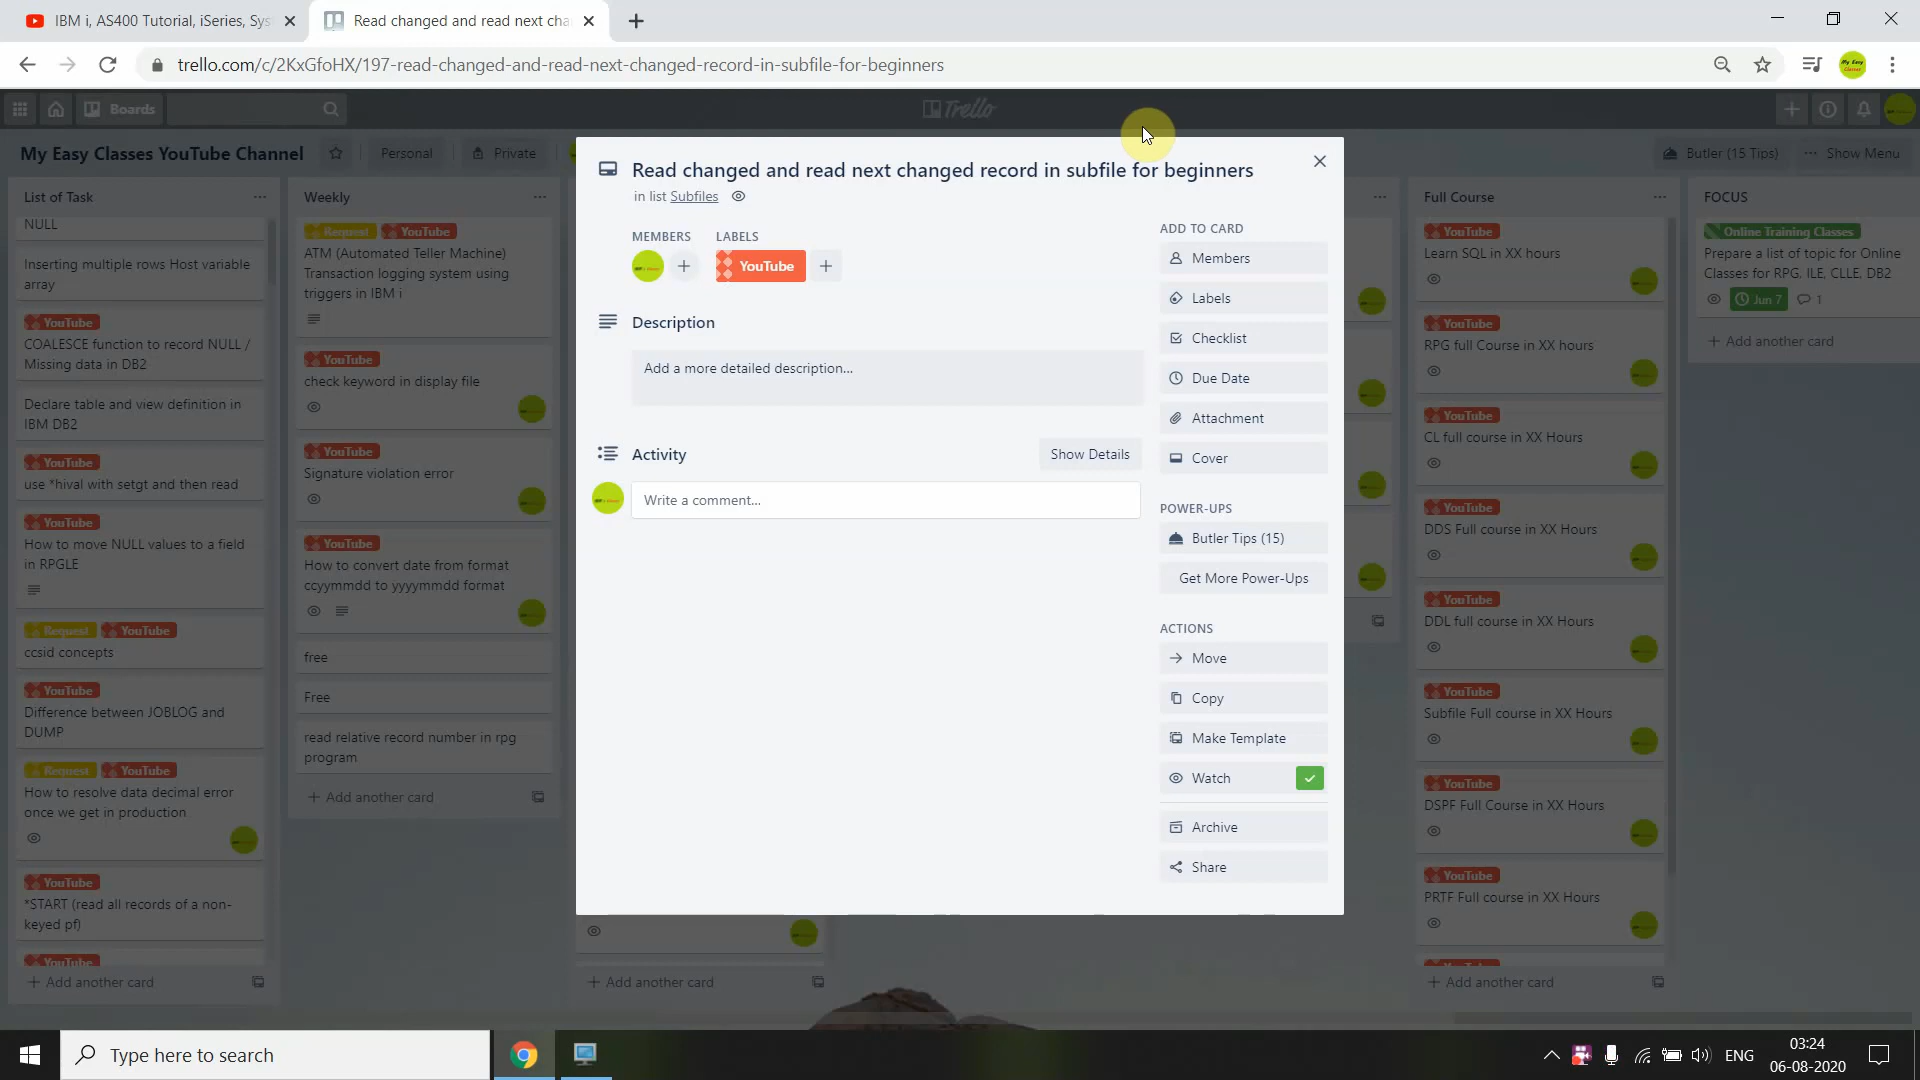 IBM i, AS400 Tutorial, iSeries, Sys
Read changed and read next cha
trello.com/c/2KxGfoHX/197-read-changed-and-read-next-changed-record-in-subfile-for-beginners
Boards
Trello
My Easy Classes YouTube Channel
Personal
Private
Butler (15 Tips)
Show Menu
List of Task
NULL
Inserting multiple rows Host variable
array
YouTube
COALESCE function to record NULL /
Missing data in DB2
Declare table and view definition in
IBM DB2
YouTube
use *hival with setgt and then read
YouTube
How to move NULL values to a field
in RPGLE
Request YouTube
ccsid concepts
YouTube
Difference between JOBLOG and
DUMP
Request YouTube
How to resolve data decimal error
once we get in production
YouTube
*START (read all records of a non-
keyed pf)
YouTube
+ Add another card
Weekly
Request YouTube
ATM (Automated Teller Machine)
Transaction logging system using
triggers in IBM i
YouTube
check keyword in display file
YouTube
Signature violation error
YouTube
How to convert date from format
ccyymmdd to yyyymmdd format
free
Free
read relative record number in rpg
program
+ Add another card
Read changed and read next changed record in subfile for beginners
in list Subfiles
MEMBERS
LABELS
YouTube
Description
Add a more detailed description...
Activity
Show Details
Write a comment...
ADD TO CARD
Members
Labels
Checklist
Due Date
Attachment
Cover
POWER-UPS
Butler Tips (15)
Get More Power-Ups
ACTIONS
Move
Copy
Make Template
Watch
Archive
Share
+ Add another card
Full Course
YouTube
Learn SQL in XX hours
YouTube
RPG full Course in XX hours
YouTube
CL full course in XX Hours
YouTube
DDS Full course in XX Hours
YouTube
DDL full course in XX Hours
YouTube
Subfile Full course in XX Hours
YouTube
DSPF Full Course in XX Hours
YouTube
PRTF Full course in XX Hours
+ Add another card
FOCUS
Online Training Classes
Prepare a list of topic for Online
Classes for RPG, ILE, CLLE, DB2
Jun 7
1
+ Add another card
Type here to search
ENG
03:24
06-08-2020